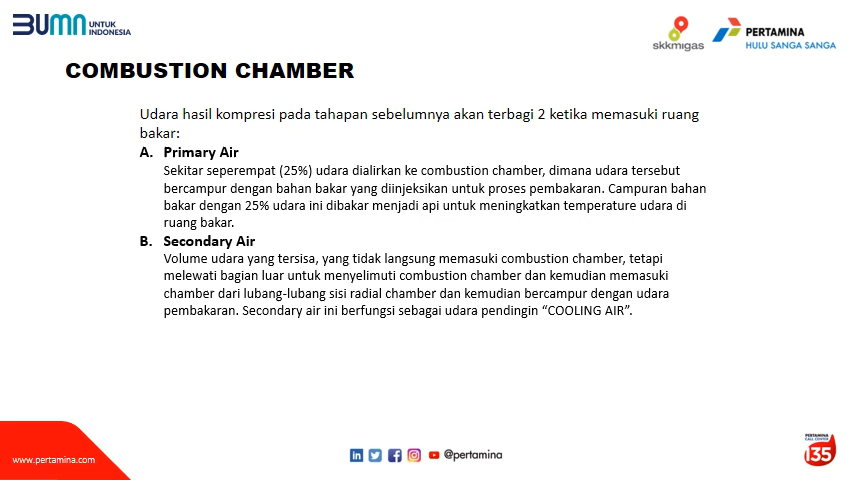 BUMN UNTUK
INDONESIA
skkmigas
PERTAMINA
HULU SANGA SANGA
COMBUSTION CHAMBER
Udara hasil kompresi pada tahapan sebelumnya akan terbagi 2 ketika memasuki ruang
bakar:
A. Primary Air
Sekitar seperempat (25%) udara dialirkan ke combustion chamber, dimana udara tersebut
bercampur dengan bahan bakar yang diinjeksikan untuk proses pembakaran. Campuran bahan
bakar dengan 25% udara ini dibakar menjadi api untuk meningkatkan temperature udara di
ruang bakar.
B. Secondary Air
Volume udara yang tersisa, yang tidak langsung memasuki combustion chamber, tetapi
melewati bagian luar untuk menyelimuti combustion chamber dan kemudian memasuki
chamber dari lubang-lubang sisi radial chamber dan kemudian bercampur dengan udara
pembakaran. Secondary air ini berfungsi sebagai udara pendingin “COOLING AIR”.
www.pertamina.com
@pertamina
PERTAMINA
CALL CENTER
135